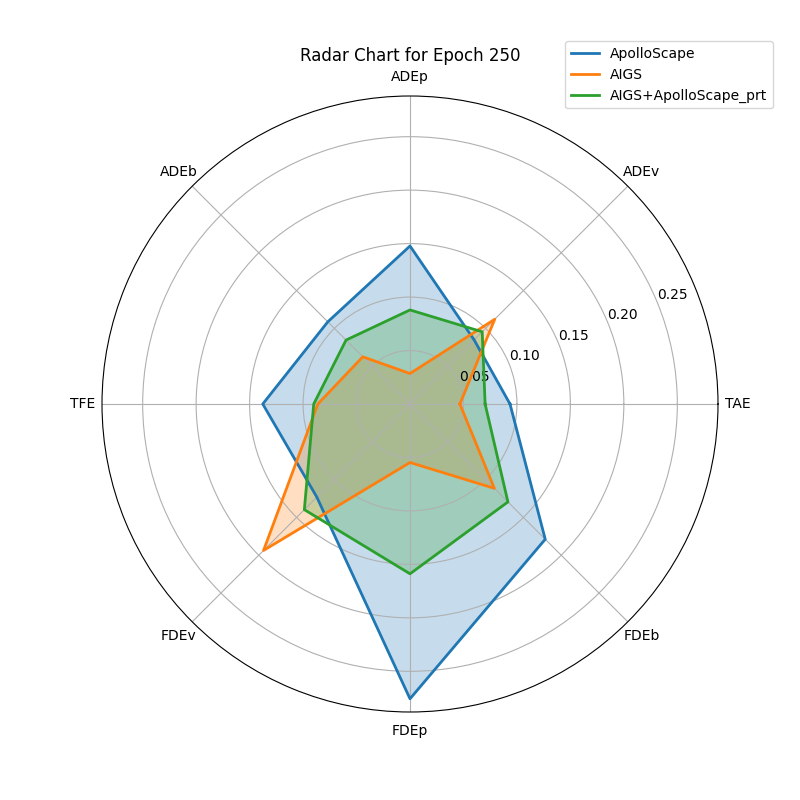 Radar Chart for Epoch 250
ApolloScape
AIGS
AIGS+ApolloScape_prt
ADEp
ADEb
ADEv
0.25
0.20
0.15
0.10
0.05
TFE
TAE
FDEv
FDEb
FDEp